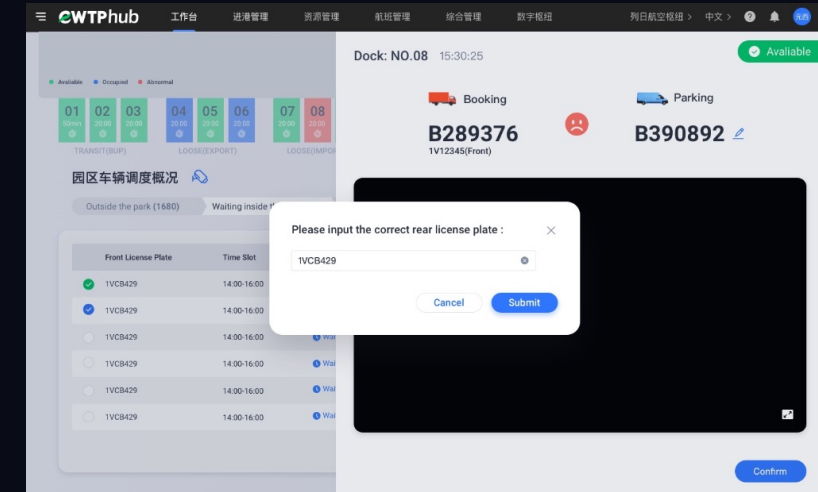 eWTPhub 工作台 进港管理 资源管理 航班管理 综合管理 数字枢纽 列日航空枢纽 > 中文 >
Dock: NO.08 15:30:25 Avaliable
Avaliable Occupied Abnormal
Booking Parking
01 02 03 04 05 06 07 08
20:00 20:00 20:00 20:00 20:00 20:00 20:00
B289376 B390892
1V12345(Front)
TRANSIT(BUP) LOOSE(EXPORT) LOOSE(IMPOR
园区车辆调度概况
Outside the park (1680) Waiting inside
Please input the correct rear license plate :
1VCB429
Cancel Submit
Front License Plate Time Slot
1VCB429 14:00-16:00
1VCB429 14:00-16:00
1VCB429 14:00-16:00 Wai
1VCB429 14:00-16:00 Wai
1VCB429 14:00-16:00 Wai
1VCB429 14:00-16:00 Wai
Confirm